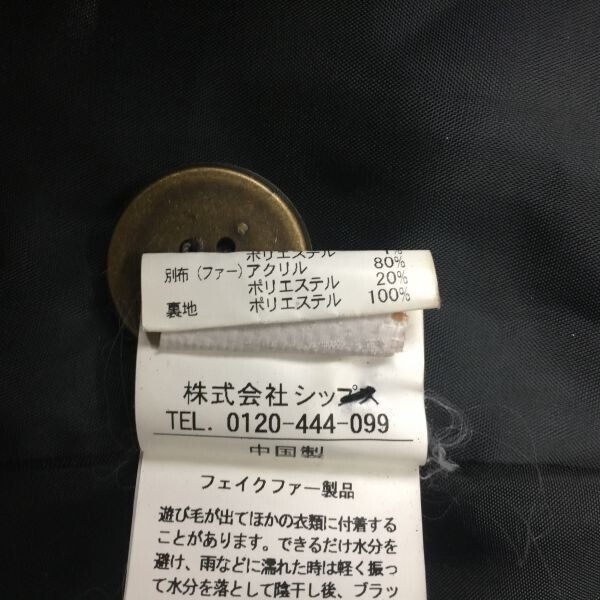 ポリエステル 1%
別布(ファー)アクリル 80%
ポリエステル 20%
裏地 ポリエステル 100%
株式会社シップス
TEL. 0120-444-099
中国製
フェイクファー製品
遊び毛が出てほかの衣類に付着する
ことがあります。できるだけ水分を
避け、雨などに濡れた時は軽く振っ
て水分を落として陰干し後、ブラッ